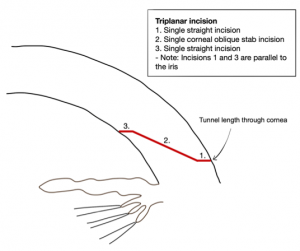 Triplanar incision
1. Single straight incision
2. Single corneal oblique stab incision
3. Single straight incision
- Note: Incisions 1 and 3 are parallel to
the iris
3.
2.
1.
Tunnel length through cornea